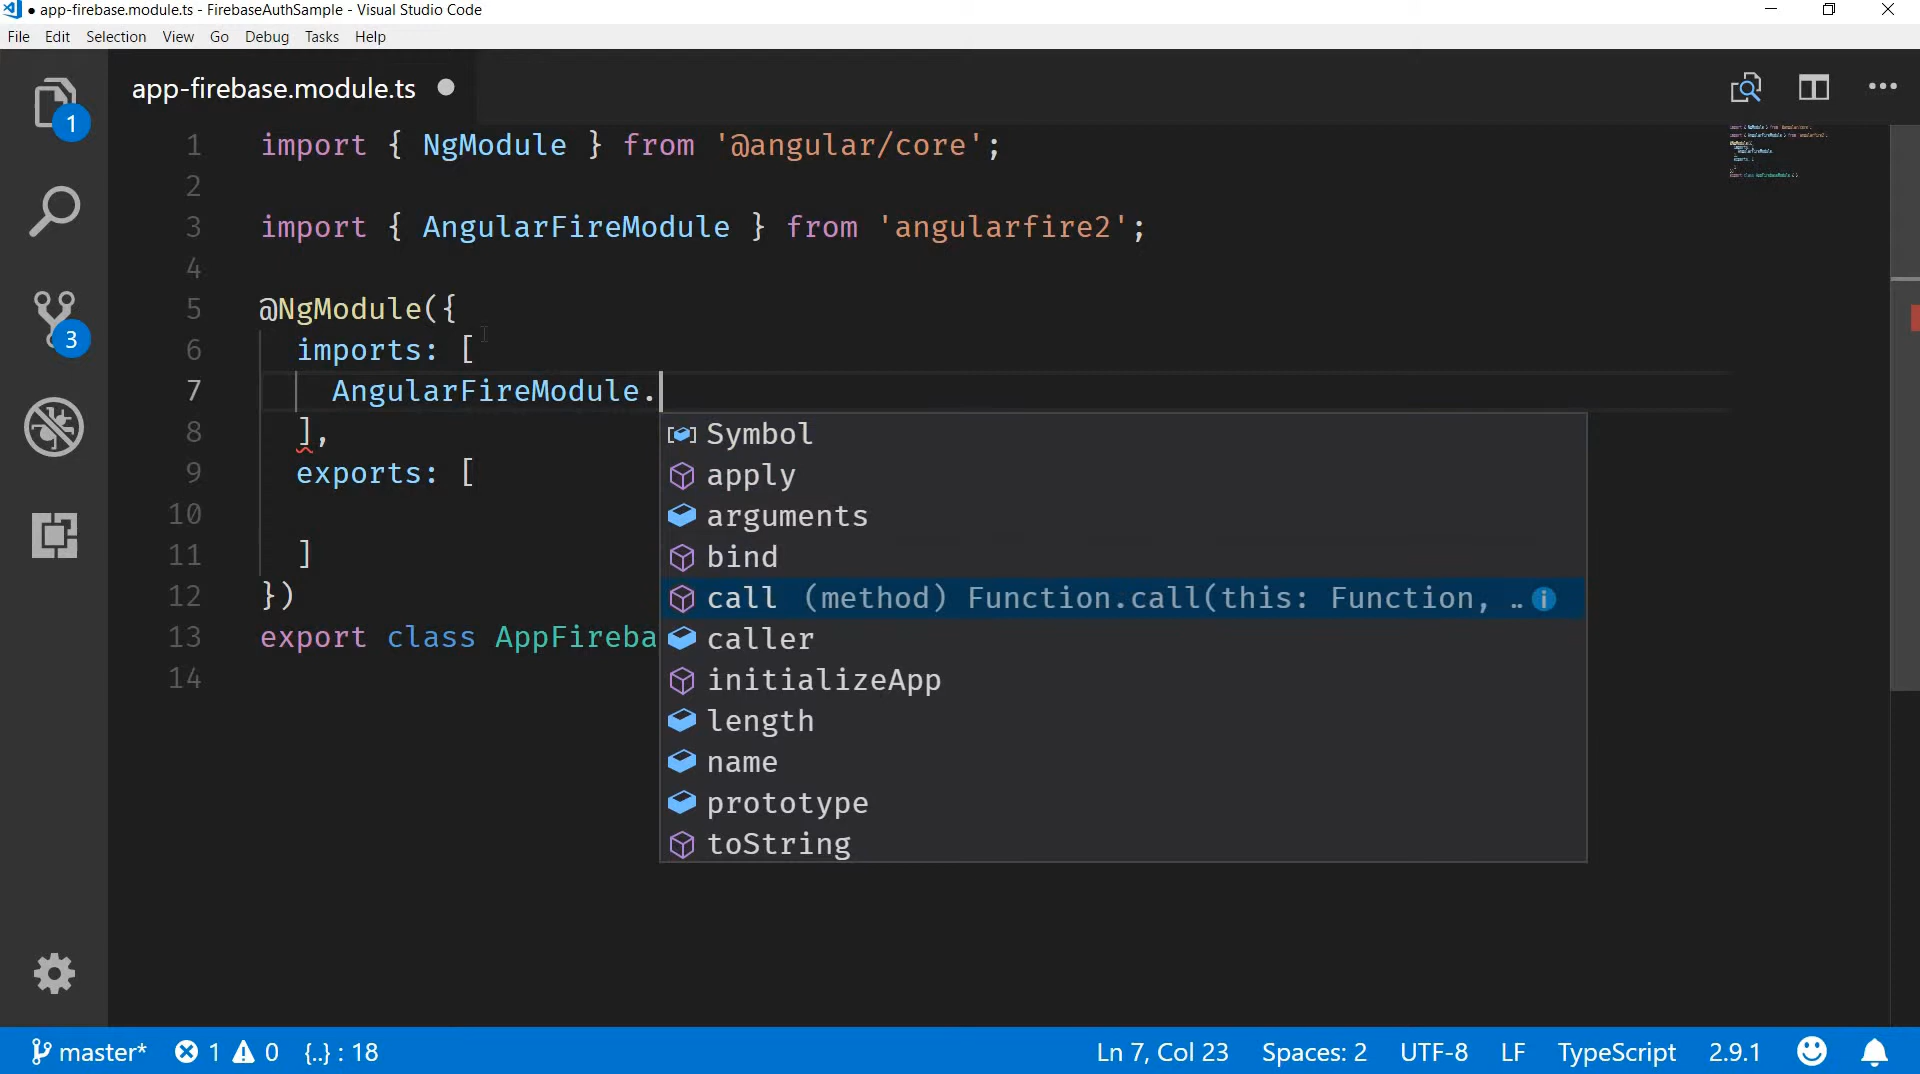 ● app-firebase.module.ts - FirebaseAuthSample - Visual Studio Code
File Edit Selection View Go Debug Tasks Help
app-firebase.module.ts
1
3
1 import { NgModule } from '@angular/core';
2
3 import { AngularFireModule } from 'angularfire2';
4
5 @NgModule({
6 imports: [
7 AngularFireModule.
8 ],
9 exports: [
10
11 ]
12 })
13 export class AppFireba
14
Symbol
apply
arguments
bind
call (method) Function.call(this: Function, …
caller
initializeApp
length
name
prototype
toString
master* 1 0 {..} : 18 Ln 7, Col 23 Spaces: 2 UTF-8 LF TypeScript 2.9.1